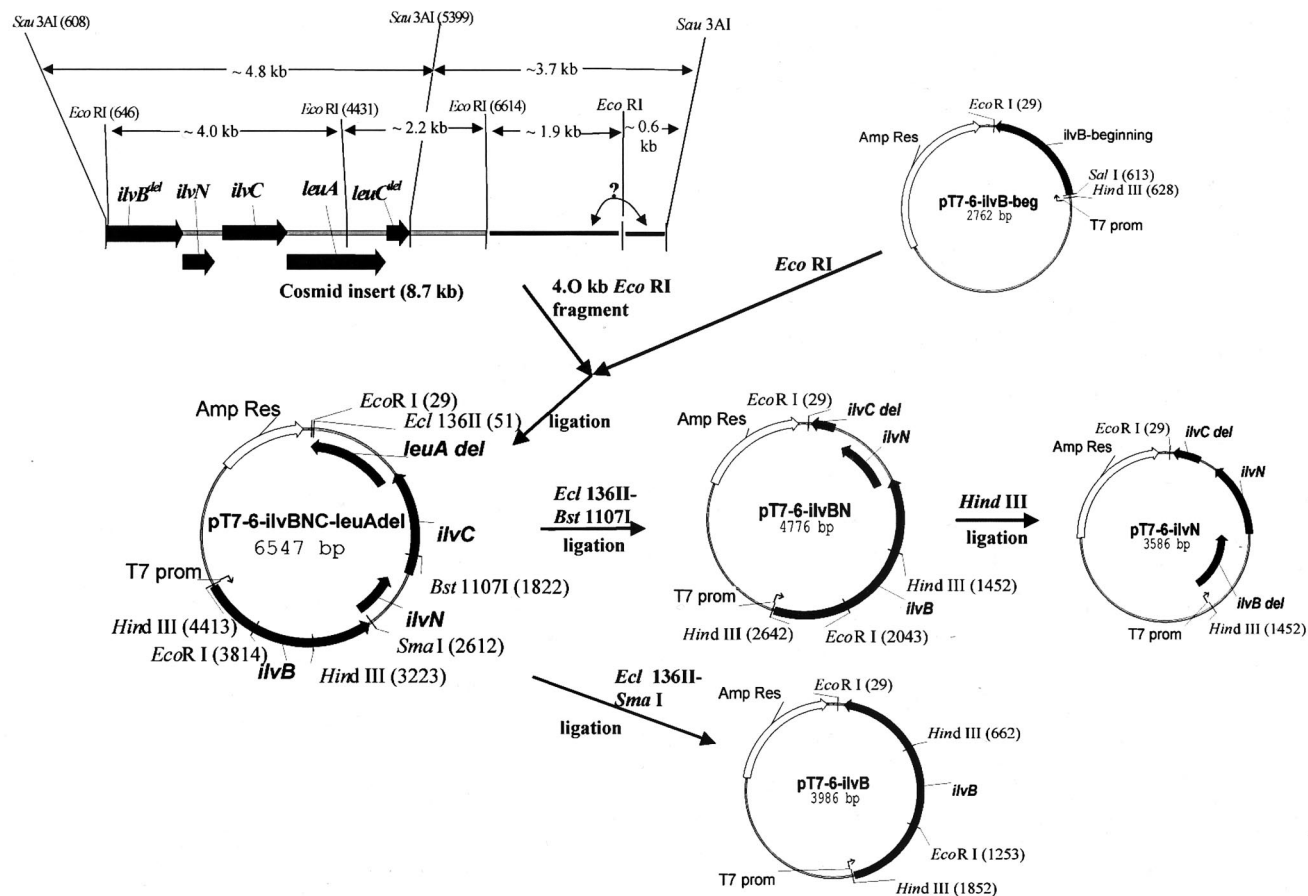 Sau 3AI (608)
Sau 3AI (5399)
Sau 3AI
~ 4.8 kb
~3.7 kb
Eco RI (646)
Eco RI (4431)
Eco RI (6614)
Eco RI
~ 4.0 kb
~ 2.2 kb
~ 1.9 kb
~ 0.6
kb
ilvB del
ilvN
ilvC
leuA
leuC del
?
Cosmid insert (8.7 kb)
EcoR I (29)
Amp Res
ilvB-beginning
Sal I (613)
Hind III (628)
pT7-6-ilvB-beg
2762 bp
T7 prom
4.O kb Eco RI
fragment
Eco RI
ligation
EcoR I (29)
Ecl 136II (51)
Amp Res
leuA del
pT7-6-ilvBNC-leuAdel
6547 bp
ilvC
T7 prom
Bst 1107I (1822)
ilvN
Hind III (4413)
Sma I (2612)
EcoR I (3814)
ilvB
Hind III (3223)
Ecl 136II-
Bst 1107I
ligation
EcoR I (29)
ilvC del
Amp Res
ilvN
pT7-6-ilvBN
4776 bp
Hind III (1452)
T7 prom
ilvB
Hind III (2642)
EcoR I (2043)
Hind III
ligation
EcoR I (29)
ilvC del
Amp Res
ilvN
pT7-6-ilvN
3586 bp
ilvB del
T7 prom
Hind III (1452)
Ecl 136II-
Sma I
ligation
Amp Res
EcoR I (29)
Hind III (662)
pT7-6-ilvB
3986 bp
ilvB
EcoR I (1253)
T7 prom
Hind III (1852)